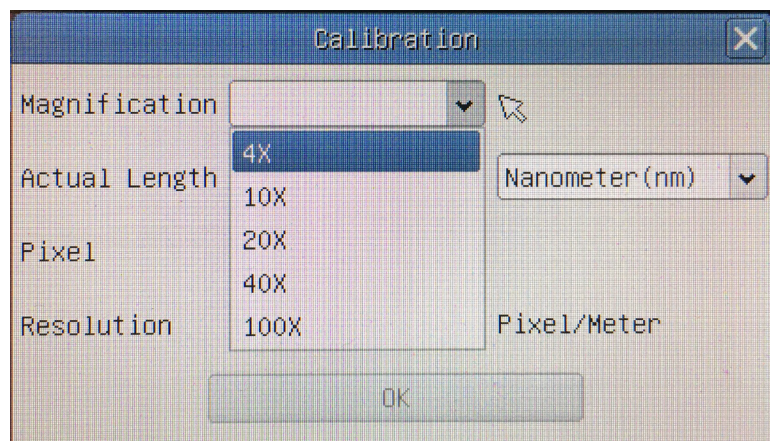 Calibration
Magnification
4X
Actual Length
Nanometer(nm)
10X
20X
Pixel
40X
Resolution
100X
Pixel/Meter
OK